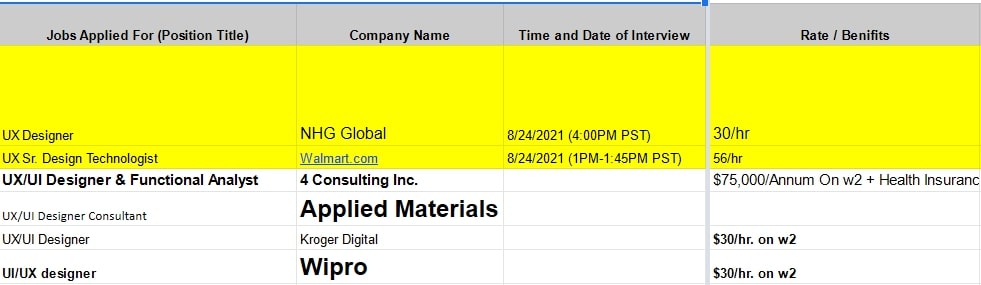 Jobs Applied For (Position Title) Company Name Time and Date of Interview Rate / Benifits
UX Designer NHG Global 8/24/2021 (4:00PM PST) 30/hr
UX Sr. Design Technologist Walmart.com 8/24/2021 (1PM-1:45PM PST) 56/hr
UX/UI Designer & Functional Analyst 4 Consulting Inc. $75,000/Annum On w2 + Health Insuranc
UX/UI Designer Consultant Applied Materials
UX/UI Designer Kroger Digital $30/hr. on w2
UI/UX designer Wipro $30/hr. on w2